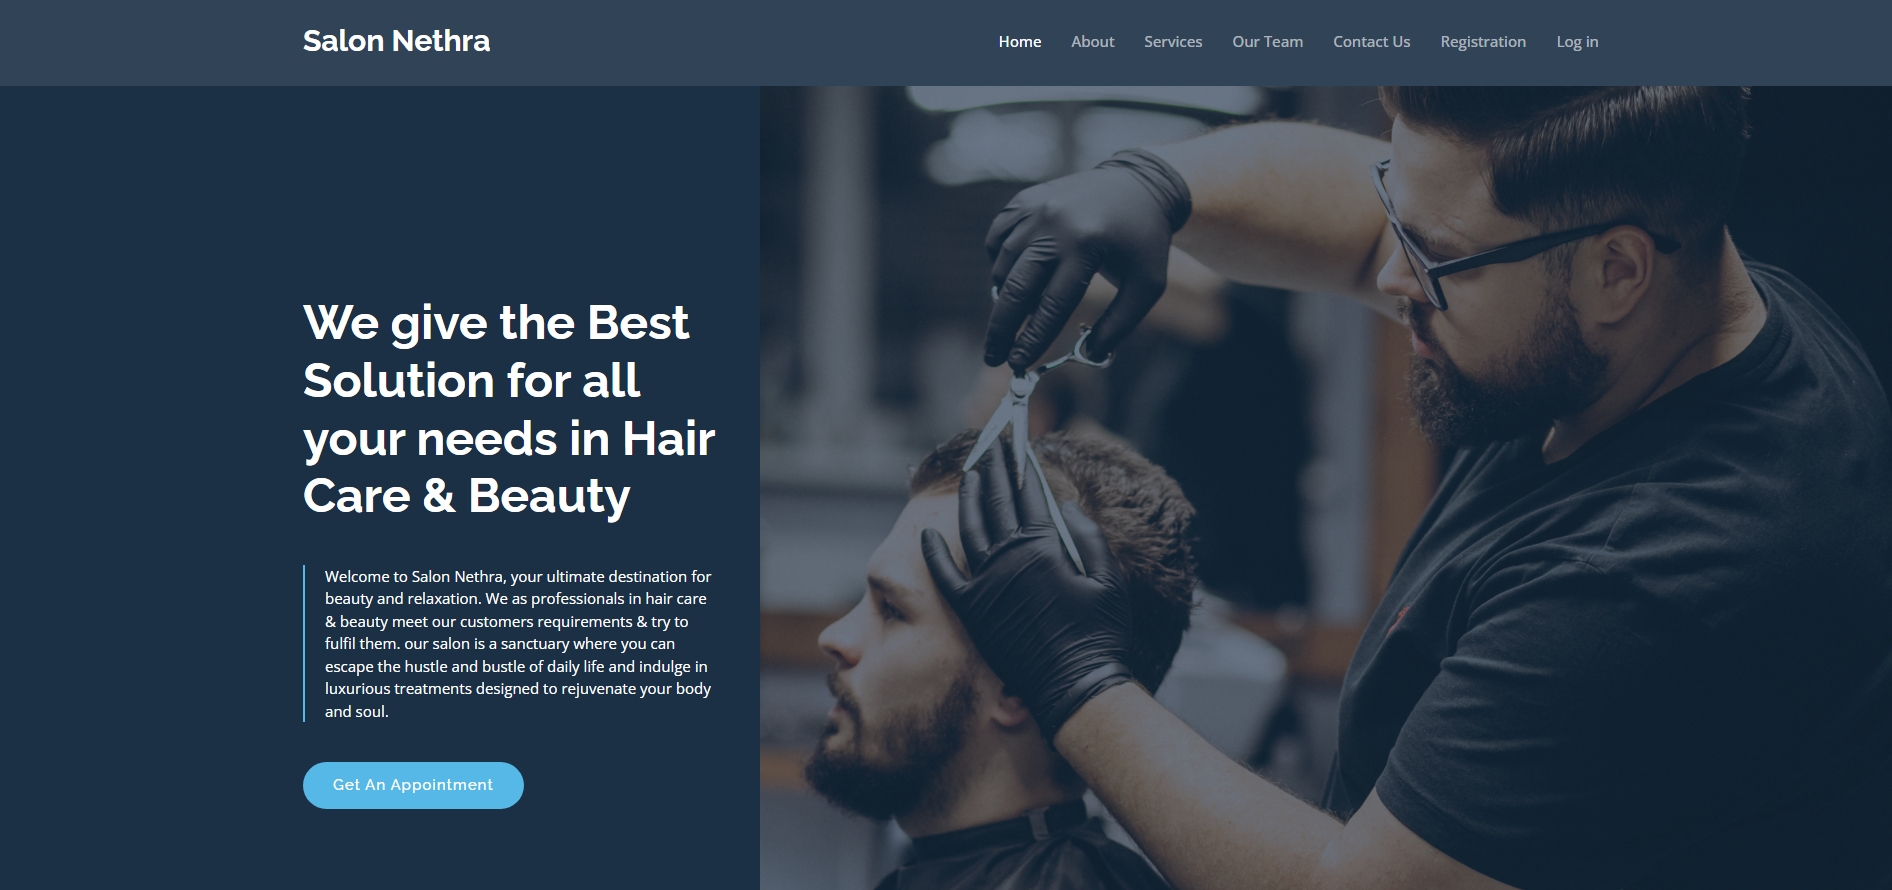 Salon Nethra
Home About Services Our Team Contact Us Registration Log in
We give the Best
Solution for all
your needs in Hair
Care & Beauty
Welcome to Salon Nethra, your ultimate destination for
beauty and relaxation. We as professionals in hair care
& beauty meet our customers requirements & try to
fulfil them. our salon is a sanctuary where you can
escape the hustle and bustle of daily life and indulge in
luxurious treatments designed to rejuvenate your body
and soul.
Get An Appointment